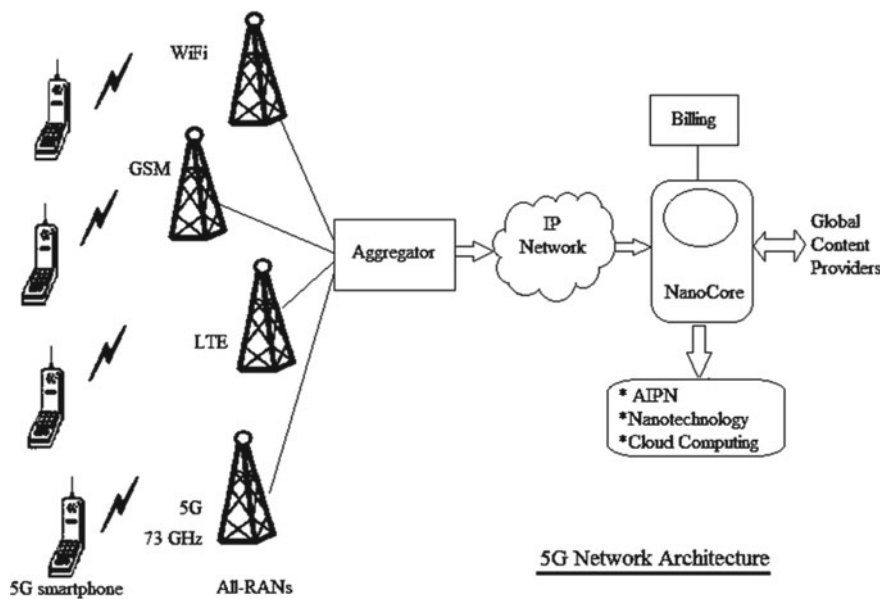 WiFi
GSM
LTE
5G
73 GHz
5G smartphone
All-RANs
Aggregator
IP
Network
Billing
NanoCore
Global
Content
Providers
* AIPN
*Nanotechnology
*Cloud Computing
5G Network Architecture